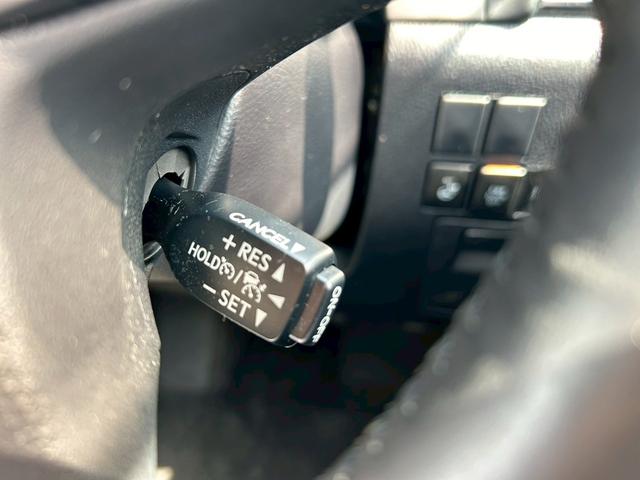 CANCEL▼
+ RES ▲
HOLD /
− SET ▼
ON-OFF